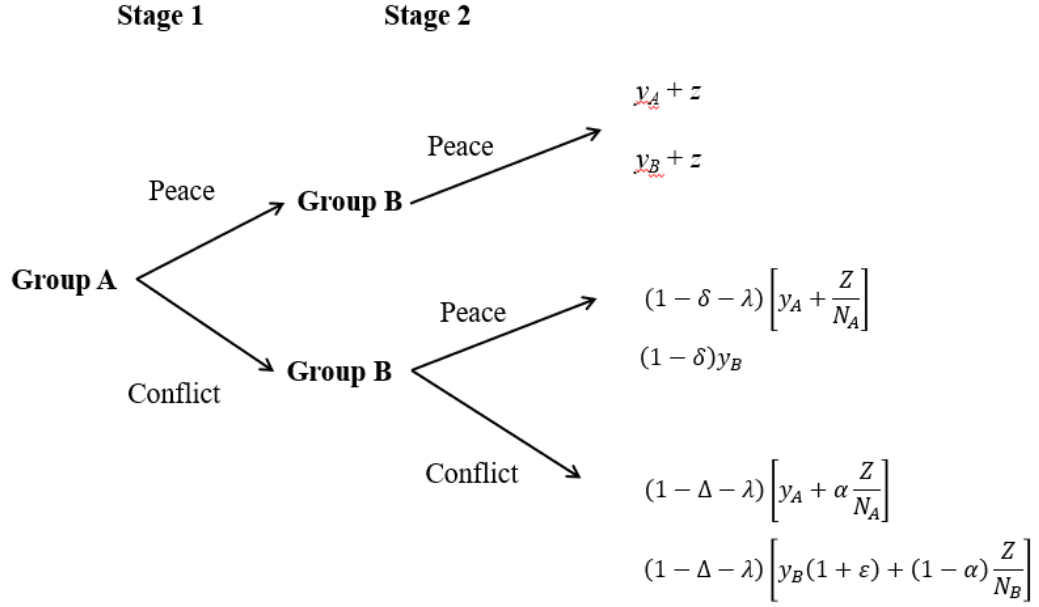 Stage 1 Stage 2
y_A + z
Peace
y_B + z
Peace
Group B
Group A
(1 − δ − λ) [y_A + Z/N_A]
Peace
(1 − δ)y_B
Group B
Conflict
Conflict
(1 − Δ − λ) [y_A + α Z/N_A]
(1 − Δ − λ) [y_B(1 + ε) + (1 − α) Z/N_B]